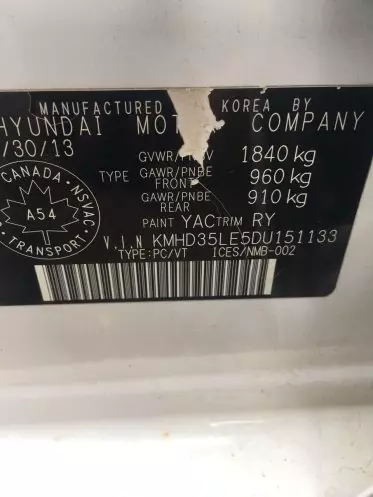 MANUFACTURED KOREA BY
HYUNDAI MOT COMPANY
/30/13
GVWR/P V 1840 kg
TYPE GAWR/PNBE FRONT 960 kg
GAWR/PNBE REAR 910 kg
PAINT YAC TRIM RY
V.I.N KMHD35LE5DU151133
TYPE:PC/VT ICES/NMB-002
CANADA · NSVAC · TRANSPORT ·
A54